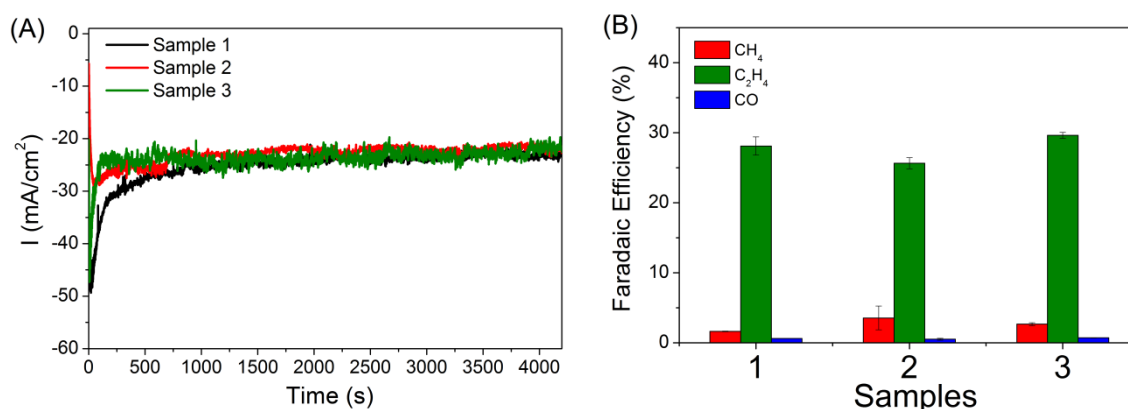 (A)
0
-10
-20
-30
-40
-50
-60
I (mA/cm²)
Sample 1
Sample 2
Sample 3
0 500 1000 1500 2000 2500 3000 3500 4000
Time (s)
(B)
40
30
20
10
0
Faradaic Efficiency (%)
CH₄
C₂H₄
CO
1 2 3
Samples